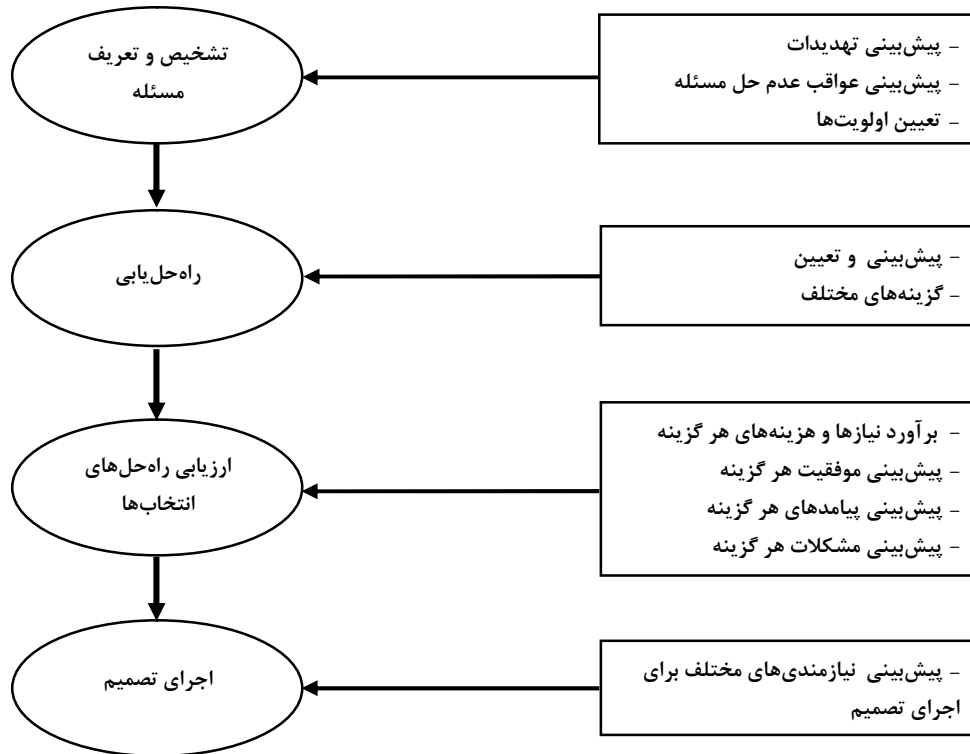 تشخیص و تعریف
مسئله
- پیش‌بینی تهدیدات
- پیش‌بینی عواقب عدم حل مسئله
- تعیین اولویت‌ها
راه‌حل‌یابی
- پیش‌بینی و تعیین
- گزینه‌های مختلف
ارزیابی راه‌حل‌های
انتخاب‌ها
- برآورد نیازها و هزینه‌های هر گزینه
- پیش‌بینی موفقیت هر گزینه
- پیش‌بینی پیامدهای هر گزینه
- پیش‌بینی مشکلات هر گزینه
اجرای تصمیم
- پیش‌بینی نیازمندی‌های مختلف برای
اجرای تصمیم